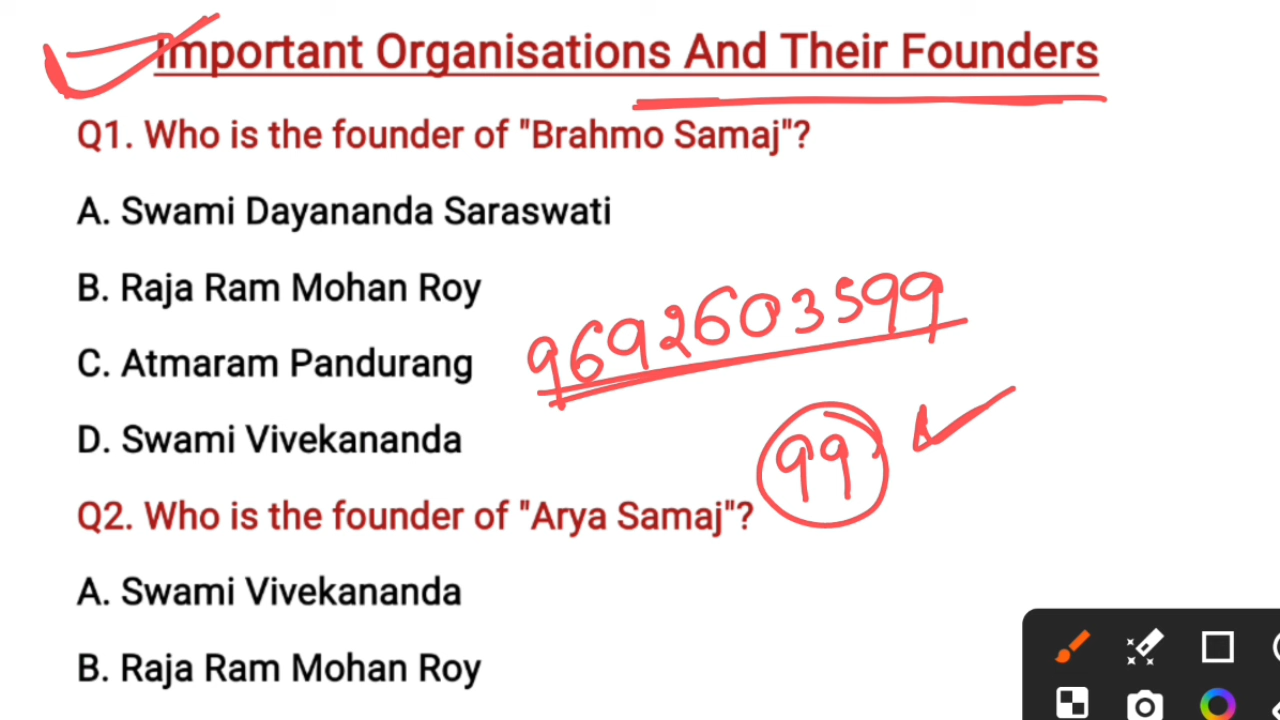 Important Organisations And Their Founders
Q1. Who is the founder of "Brahmo Samaj"?
A. Swami Dayananda Saraswati
B. Raja Ram Mohan Roy
C. Atmaram Pandurang
9692603599
D. Swami Vivekananda
99
Q2. Who is the founder of "Arya Samaj"?
A. Swami Vivekananda
B. Raja Ram Mohan Roy